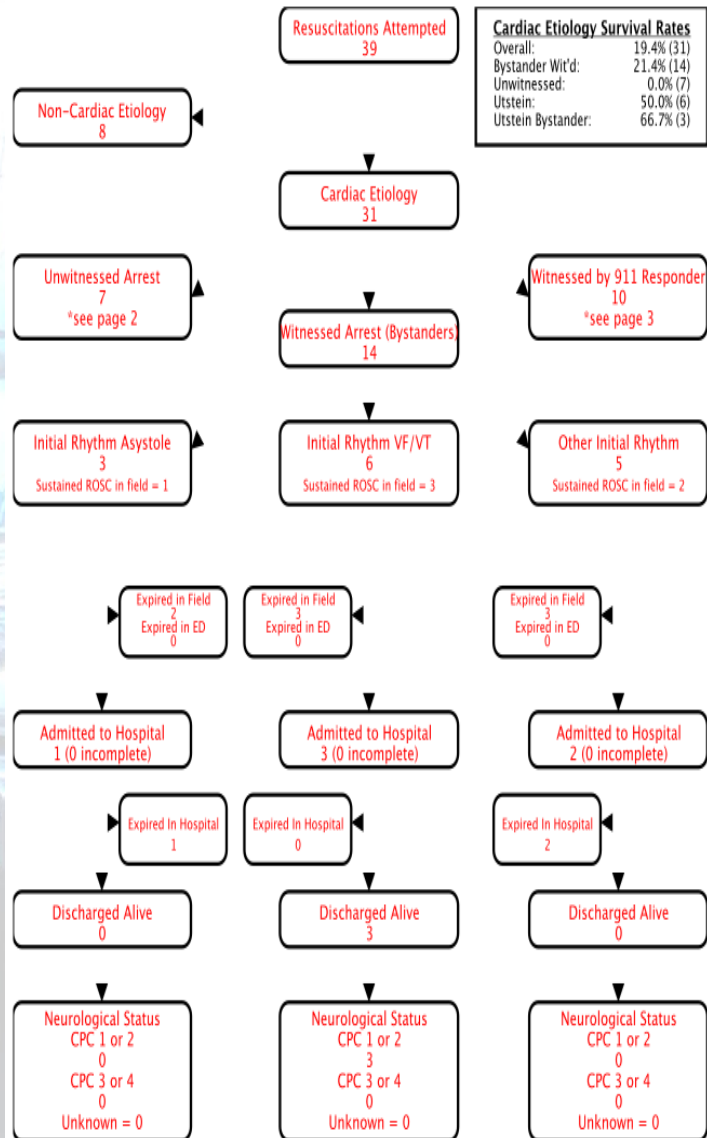 Resuscitations Attempted
39
Cardiac Etiology Survival Rates
Overall: 19.4% (31)
Bystander Wit'd: 21.4% (14)
Unwitnessed: 0.0% (7)
Utstein: 50.0% (6)
Utstein Bystander: 66.7% (3)
Non-Cardiac Etiology
8
Cardiac Etiology
31
Unwitnessed Arrest
7
*see page 2
Witnessed Arrest (Bystanders)
14
Witnessed by 911 Responder
10
*see page 3
Initial Rhythm Asystole
3
Sustained ROSC in field = 1
Initial Rhythm VF/VT
6
Sustained ROSC in field = 3
Other Initial Rhythm
5
Sustained ROSC in field = 2
Expired in Field
2
Expired in ED
0
Expired in Field
3
Expired in ED
0
Expired in Field
3
Expired in ED
0
Admitted to Hospital
1 (0 incomplete)
Admitted to Hospital
3 (0 incomplete)
Admitted to Hospital
2 (0 incomplete)
Expired In Hospital
1
Expired In Hospital
0
Expired In Hospital
2
Discharged Alive
0
Discharged Alive
3
Discharged Alive
0
Neurological Status
CPC 1 or 2
0
CPC 3 or 4
0
Unknown = 0
Neurological Status
CPC 1 or 2
3
CPC 3 or 4
0
Unknown = 0
Neurological Status
CPC 1 or 2
0
CPC 3 or 4
0
Unknown = 0